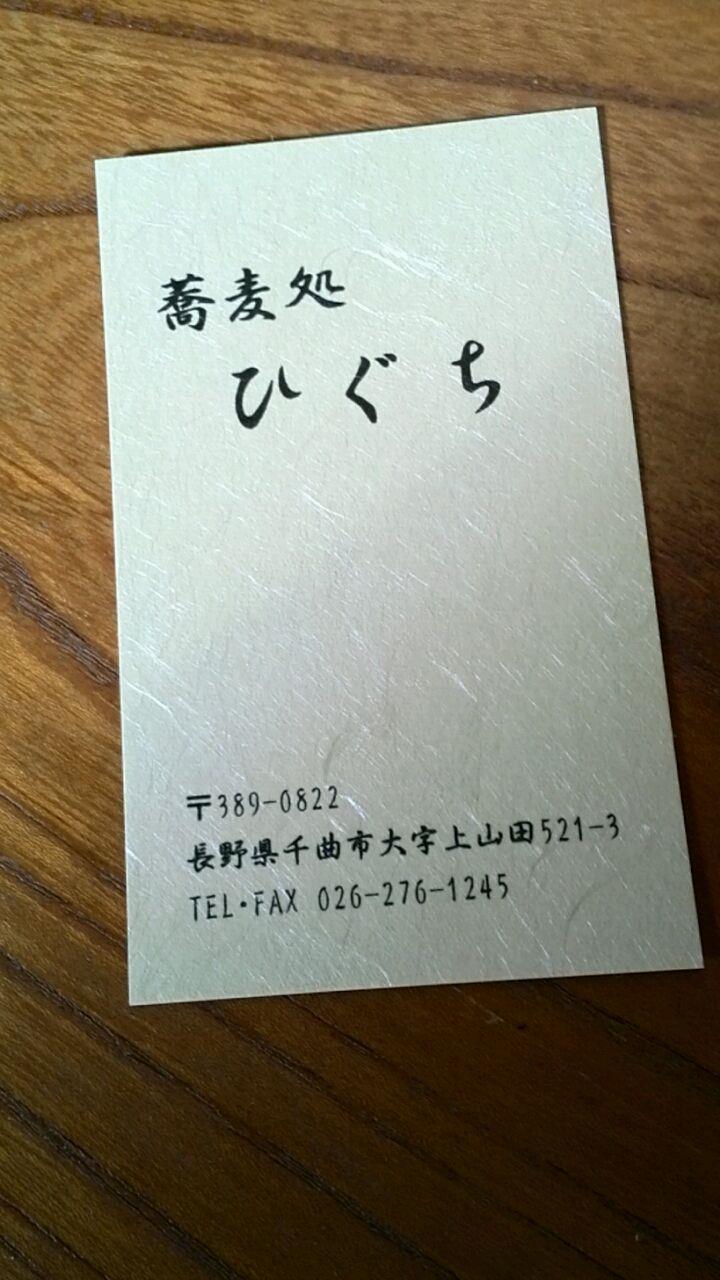 蕎麦処
ひぐち
〒389-0822
長野県千曲市大字上山田521-3
TEL・FAX 026-276-1245